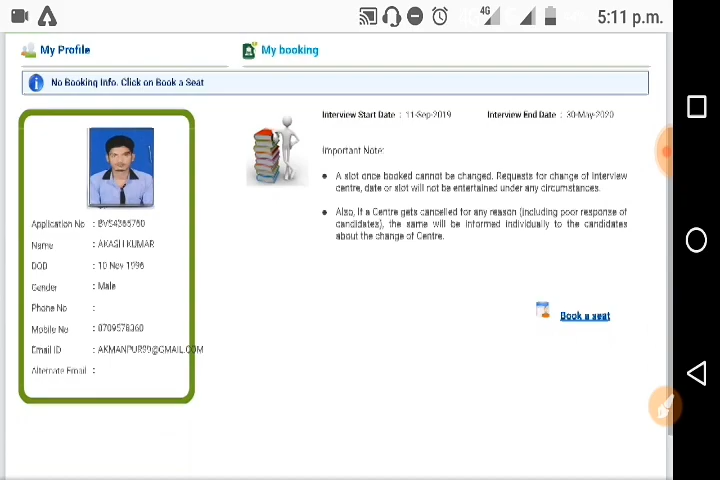 4G 5:11 p.m.
My Profile
My booking
No Booking Info. Click on Book a Seat
Interview Start Date : 11-Sep-2019
Interview End Date : 30-May-2020
Important Note:
A slot once booked cannot be changed. Requests for change of Interview
centre, date or slot will not be entertained under any circumstances.
Also, If a Centre gets cancelled for any reason (including poor response of
candidates), the same will be informed individually to the candidates
about the change of Centre.
Book a seat
Application No :
Name : AKASH KUMAR
DOB : 10 Nov 1996
Gender : Male
Phone No :
Mobile No :
Email ID : AKMANPUR99@GMAIL.COM
Alternate Email :